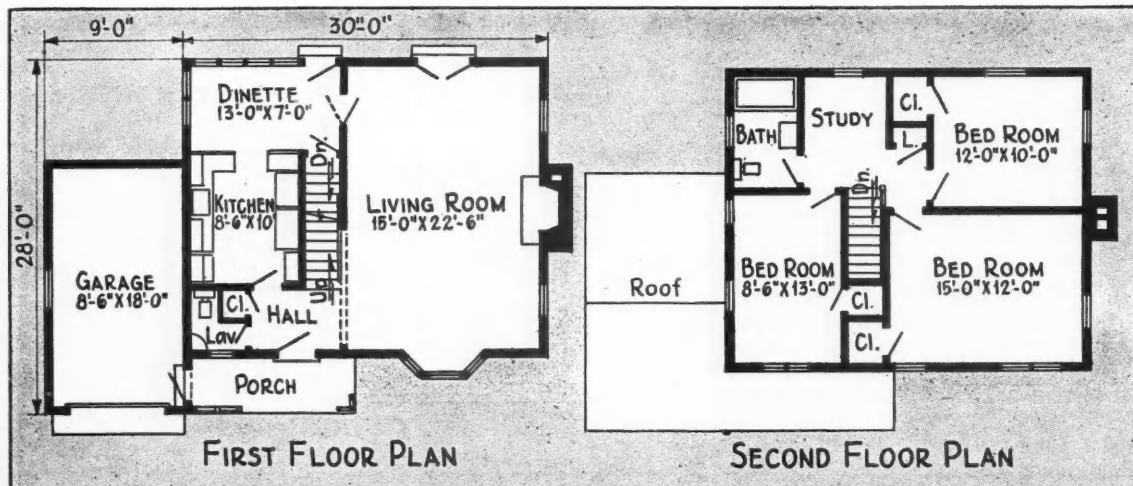 9'-0"
30'-0"
28'-0"
DINETTE
13'-0"X7'-0"
Dn.
KITCHEN
8'-6"X10'
LIVING ROOM
15'-0"X22'-6"
GARAGE
8'-6"X18'-0"
Up
Cl.
HALL
Lav.
PORCH
FIRST FLOOR PLAN
BATH
STUDY
Cl.
L.
BED ROOM
12'-0"X10'-0"
Dn.
BED ROOM
8'-6"X13'-0"
BED ROOM
15'-0"X12'-0"
Roof
Cl.
Cl.
SECOND FLOOR PLAN